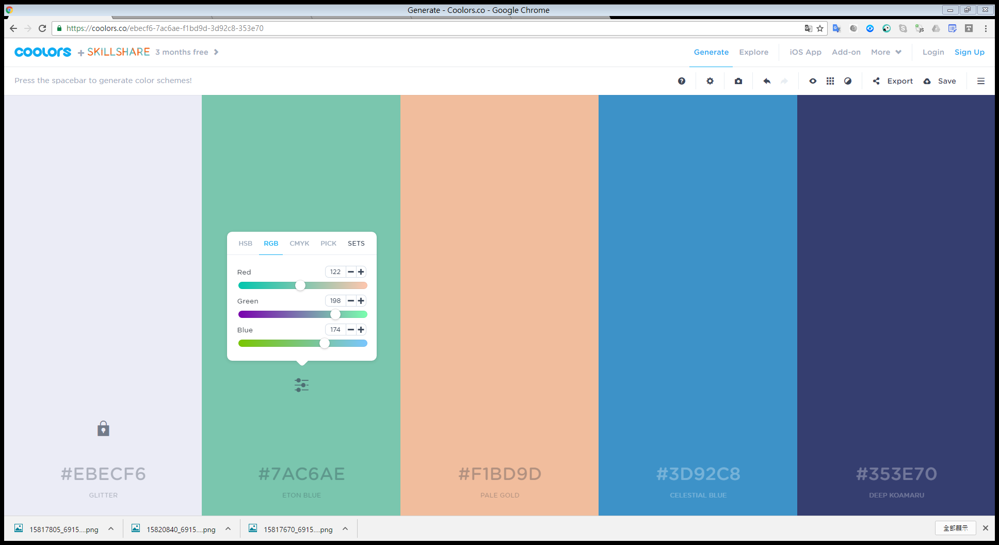 Generate - Coolors.co - Google Chrome
https://coolors.co/ebecf6-7ac6ae-f1bd9d-3d92c8-353e70
JS
T
COOLORS + SKILLSHARE 3 months free
Generate Explore iOS App Add-on More Login Sign Up
Press the spacebar to generate color schemes!
Export Save
HSB RGB CMYK PICK SETS
Red 122
Green 198
Blue 174
#EBECF6 #7AC6AE #F1BD9D #3D92C8 #353E70
GLITTER ETON BLUE PALE GOLD CELESTIAL BLUE DEEP KOAMARU
15817805_6915....png 15820840_6915....png 15817670_6915....png 全部顯示